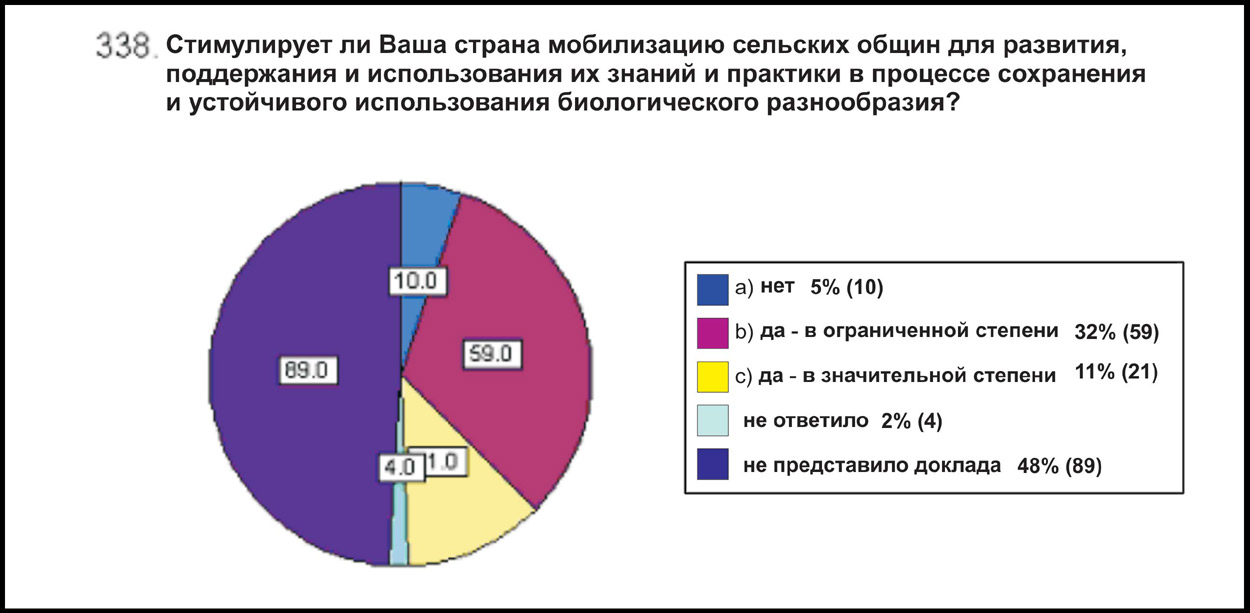 338. Стимулирует ли Ваша страна мобилизацию сельских общин для развития,
поддержания и использования их знаний и практики в процессе сохранения
и устойчивого использования биологического разнообразия?
10.0
59.0
89.0
4.0
1.0
a) нет 5% (10)
b) да - в ограниченной степени 32% (59)
c) да - в значительной степени 11% (21)
не ответило 2% (4)
не представило доклада 48% (89)